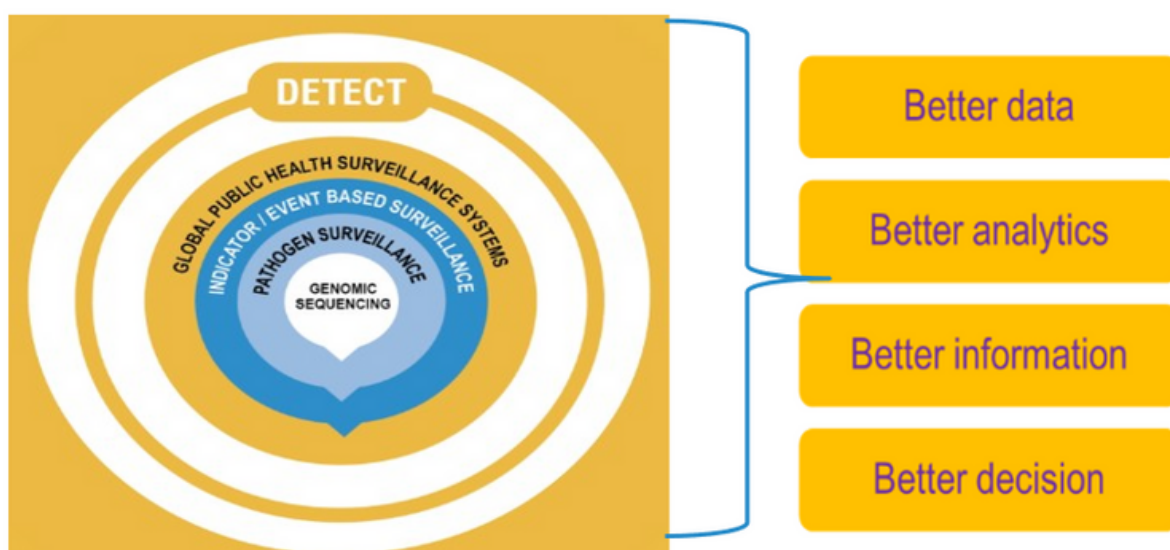 DETECT
GLOBAL PUBLIC HEALTH SURVEILLANCE SYSTEMS
INDICATOR / EVENT BASED SURVEILLANCE
PATHOGEN SURVEILLANCE
GENOMIC
SEQUENCING
Better data
Better analytics
Better information
Better decision